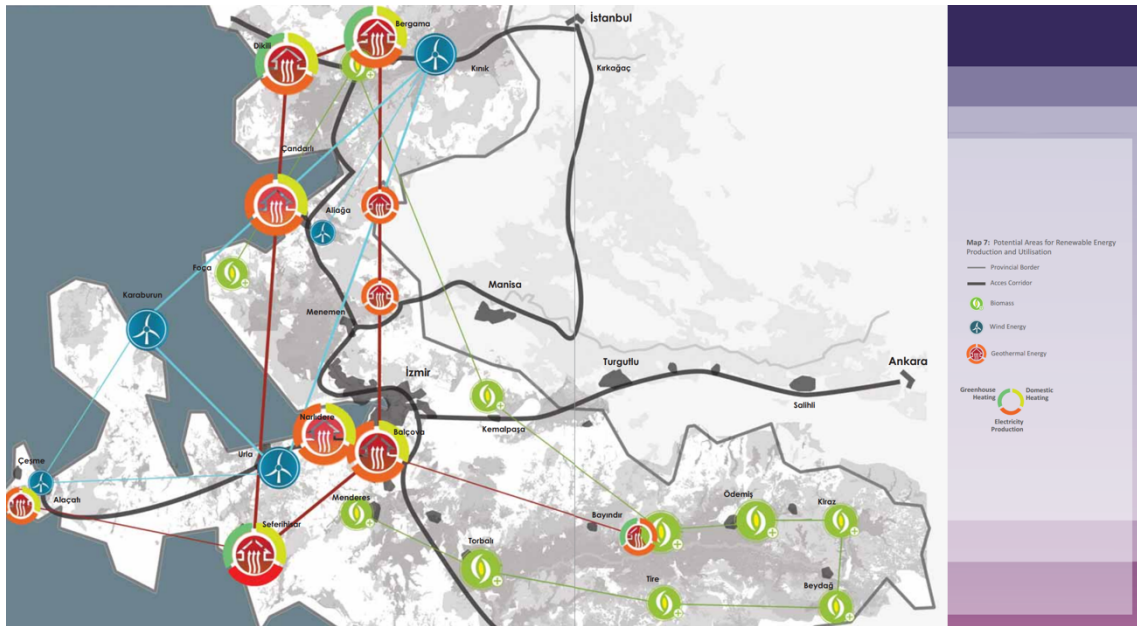 İstanbul
Bergama
Dikili
Kınık
Kırkağaç
Çandarlı
Aliağa
Foça
Karaburun
Manisa
Menemen
Turgutlu
Ankara
İzmir
Salihli
Kemalpaşa
Narlıdere
Balçova
Urla
Çeşme
Alaçatı
Menderes
Ödemiş
Kiraz
Bayındır
Seferihisar
Torbalı
Tire
Beydağ
Map 7: Potential Areas for Renewable Energy
Production and Utilisation
Provincial Border
Acces Corridor
Biomass
Wind Energy
Geothermal Energy
Greenhouse
Heating
Domestic
Heating
Electricity
Production